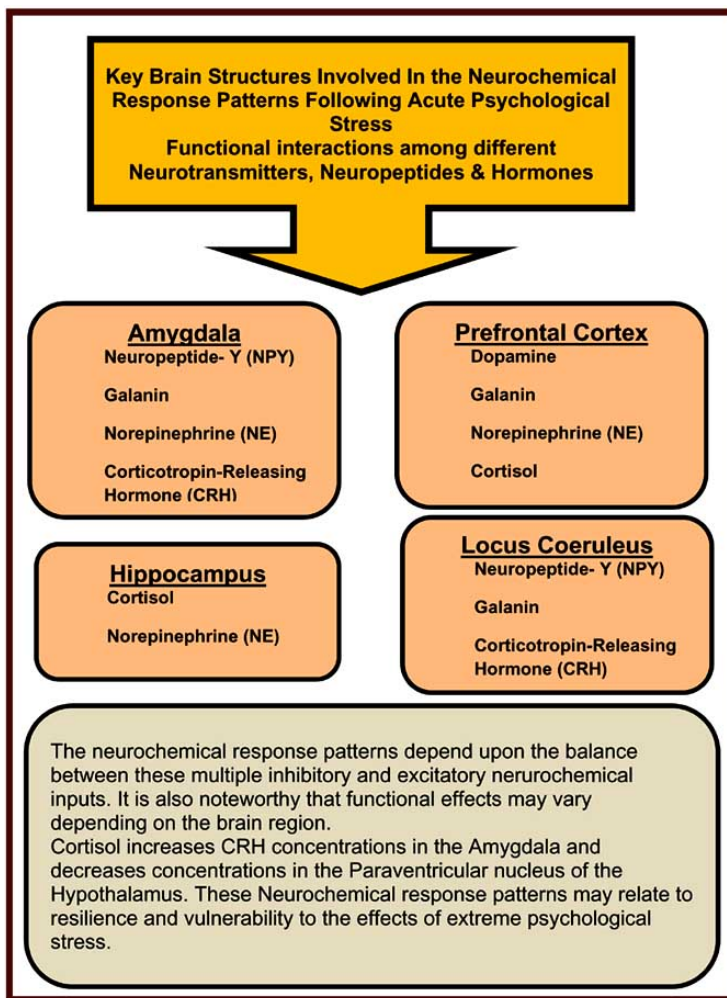 Key Brain Structures Involved In the Neurochemical
Response Patterns Following Acute Psychological
Stress
Functional interactions among different
Neurotransmitters, Neuropeptides & Hormones
Amygdala
Neuropeptide- Y (NPY)
Galanin
Norepinephrine (NE)
Corticotropin-Releasing
Hormone (CRH)
Prefrontal Cortex
Dopamine
Galanin
Norepinephrine (NE)
Cortisol
Hippocampus
Cortisol
Norepinephrine (NE)
Locus Coeruleus
Neuropeptide- Y (NPY)
Galanin
Corticotropin-Releasing
Hormone (CRH)
The neurochemical response patterns depend upon the balance
between these multiple inhibitory and excitatory nerurochemical
inputs. It is also noteworthy that functional effects may vary
depending on the brain region.
Cortisol increases CRH concentrations in the Amygdala and
decreases concentrations in the Paraventricular nucleus of the
Hypothalamus. These Neurochemical response patterns may relate to
resilience and vulnerability to the effects of extreme psychological
stress.